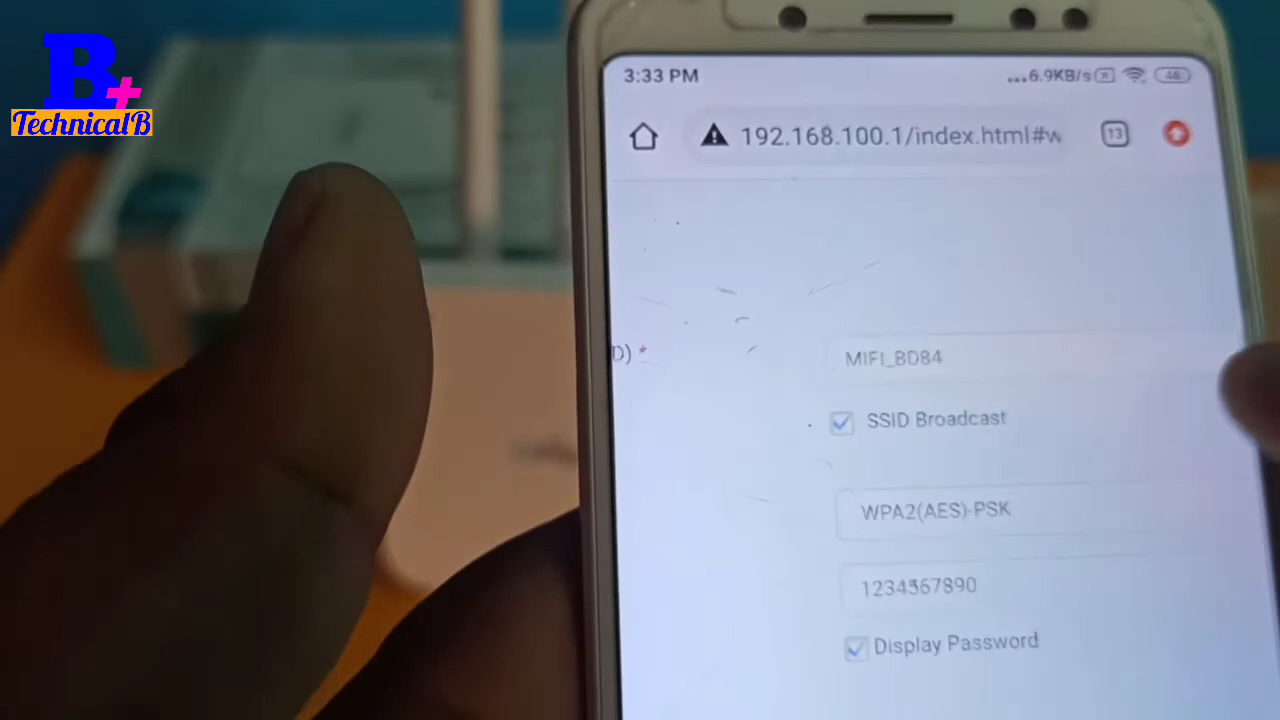 B+
TechnicalB
3:33 PM
...6.9KB/s
46
192.168.100.1/index.html#w
13
D) *
MIFI_BD84
SSID Broadcast
WPA2(AES)-PSK
1234567890
Display Password